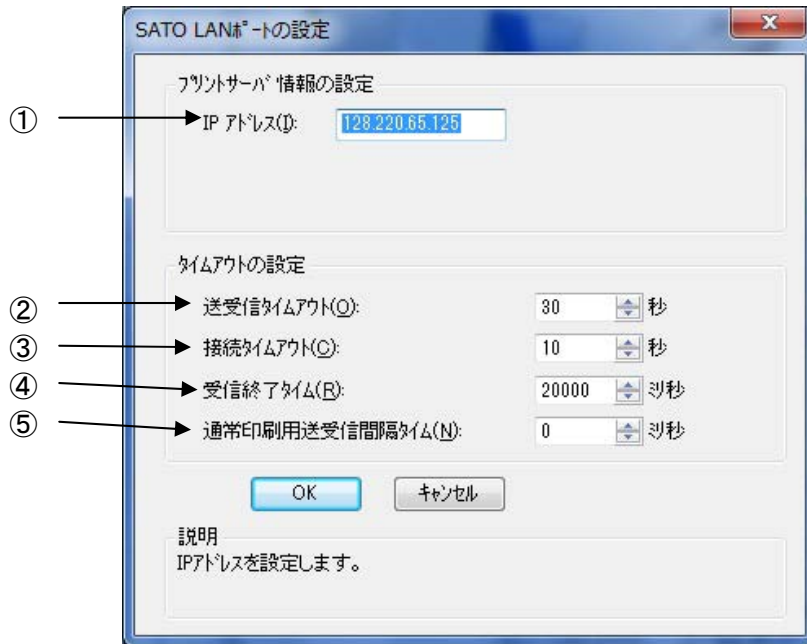 SATO LANﾎﾟｰﾄの設定
ﾌﾟﾘﾝﾄサーバ情報の設定
① IP ｱﾄﾞﾚｽ(I): 128.220.65.125
ﾀｲﾑｱｳﾄの設定
② 送受信ﾀｲﾑｱｳﾄ(O): 30 秒
③ 接続ﾀｲﾑｱｳﾄ(C): 10 秒
④ 受信終了ﾀｲﾑ(R): 20000 ﾐﾘ秒
⑤ 通常印刷用送受信間隔ﾀｲﾑ(N): 0 ﾐﾘ秒
OK ｷｬﾝｾﾙ
説明
IPｱﾄﾞﾚｽを設定します。